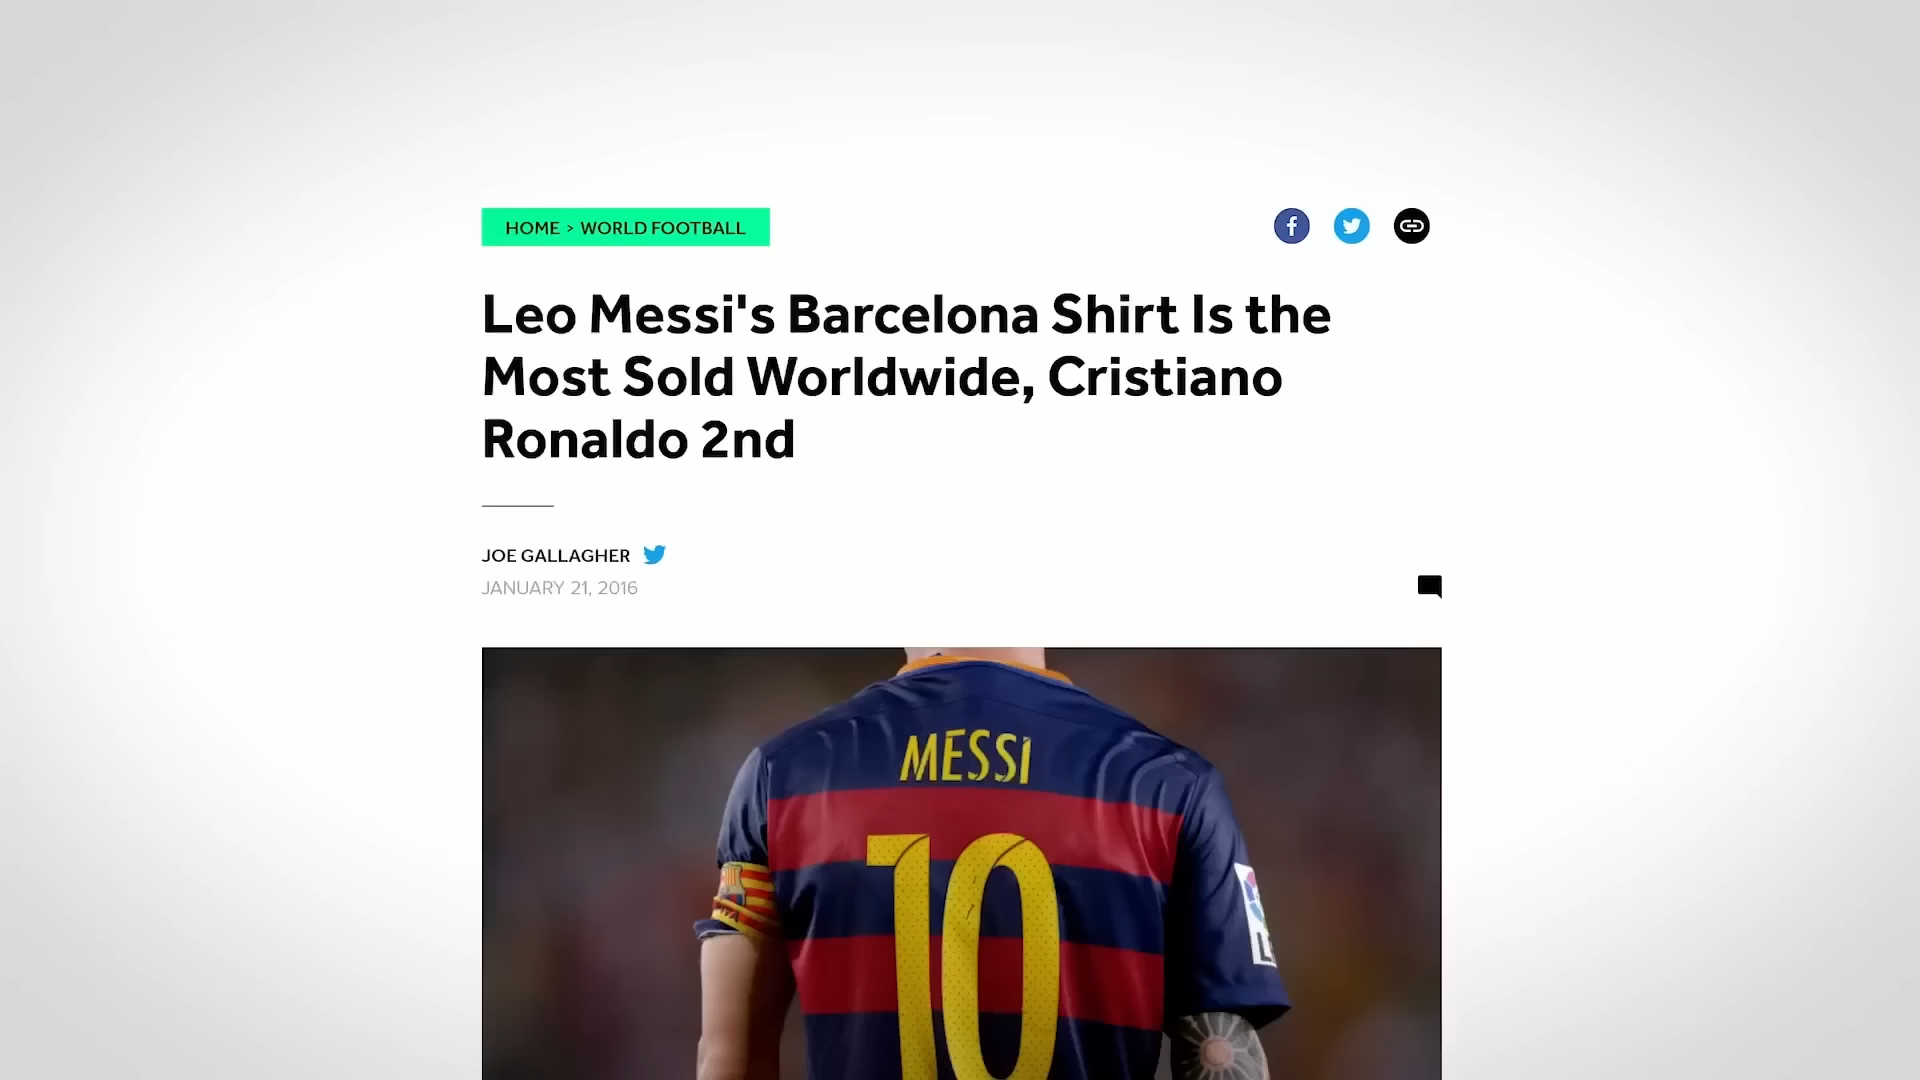 HOME > WORLD FOOTBALL
Leo Messi's Barcelona Shirt Is the
Most Sold Worldwide, Cristiano
Ronaldo 2nd
JOE GALLAGHER
JANUARY 21, 2016
MESSI
10